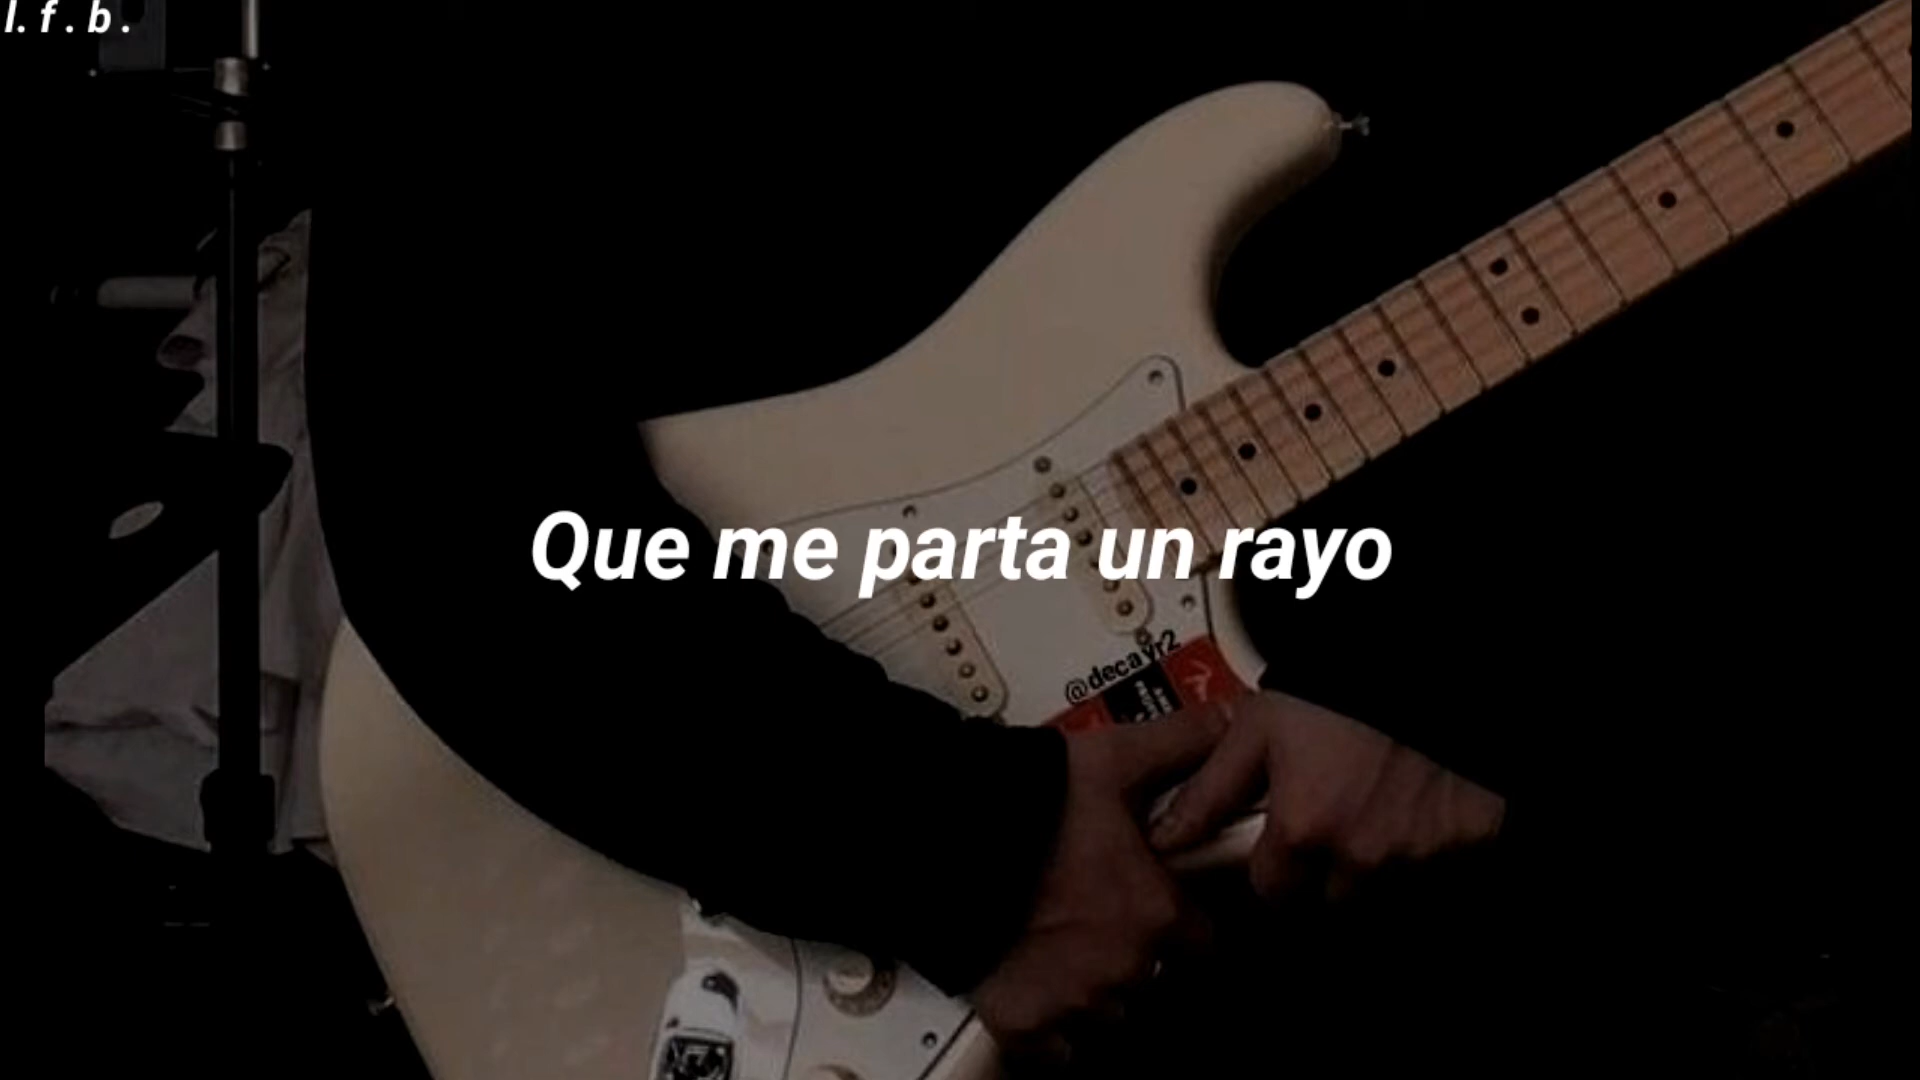 l. f. b.
Que me parta un rayo
@decayr2